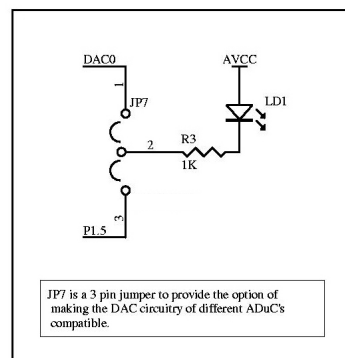 DAC0
AVCC
1
JP7
LD1
R3
2
1K
3
P1.5
JP7 is a 3 pin jumper to provide the option of
making the DAC circuitry of different ADuC's
compatible.